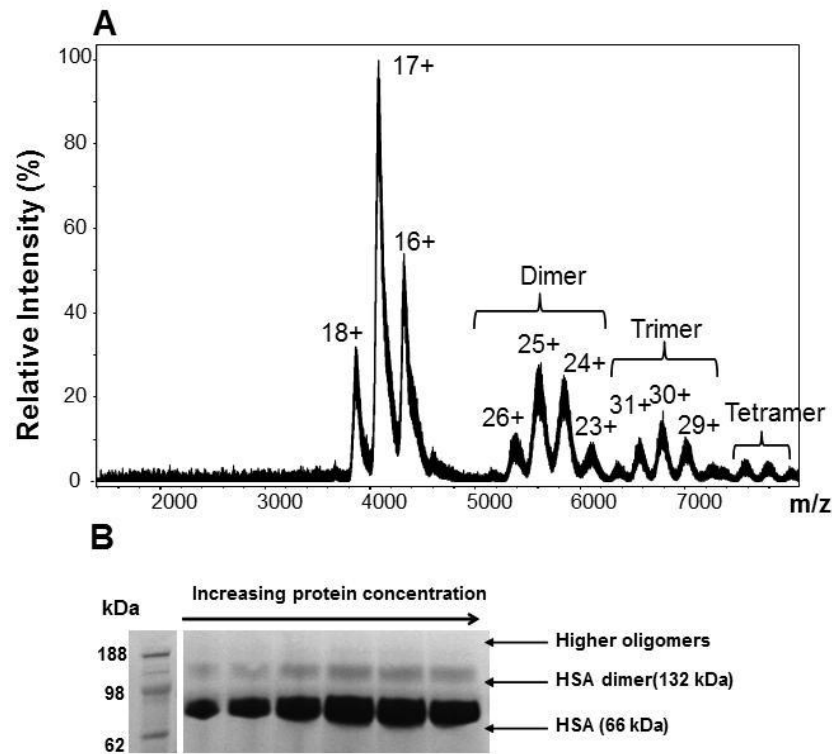 A
Relative Intensity (%)
100
80
60
40
20
0
18+
17+
16+
Dimer
26+
25+
24+
23+
Trimer
31+
30+
29+
Tetramer
2000
4000
5000
6000
7000
m/z
B
Increasing protein concentration
kDa
188
98
62
Higher oligomers
HSA dimer(132 kDa)
HSA (66 kDa)